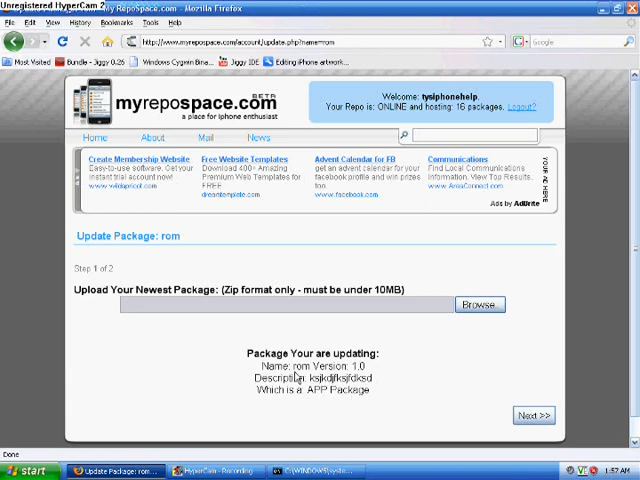 Unregistered HyperCam 2
MyRepoSpace.com - Mozilla Firefox
File Edit View History Bookmarks Tools Help
http://www.myrepospace.com/account/update.php?name=rom
Google
Most Visited Bundle - Jiggy 0.26 Windows Cygwin Bina... Jiggy IDE Editing iPhone artwork...
BETA
myrepospace.com
a place for iphone enthusiast
Welcome: tysiphonehelp,
Your Repo is: ONLINE and hosting: 16 packages. Logout?
Home About Mail News
Create Membership Website
Easy-to-use software. Get your instant trial account now!
www.wildapricot.com
Free Website Templates
Download 400+ Amazing Premium Web Templates for FREE
dreamtemplate.com
Advent Calendar for FB
get an advent calendar for your facebook profile and win prizes too.
www.facebook.com
Communications
Find Local Communications Information. View Top Results.
www.AreaConnect.com
YOUR AD HERE
Ads by AdBrite
Update Package: rom
Step 1 of 2
Upload Your Newest Package: (Zip format only - must be under 10MB)
Browse..
Package Your are updating:
Name: rom Version: 1.0
Description: ksjkdjfksjfdksd
Which is a: APP Package
Next >>
Done
start Update Package: rom... HyperCam - Recording C:\WINDOWS\syste... 1:57 AM